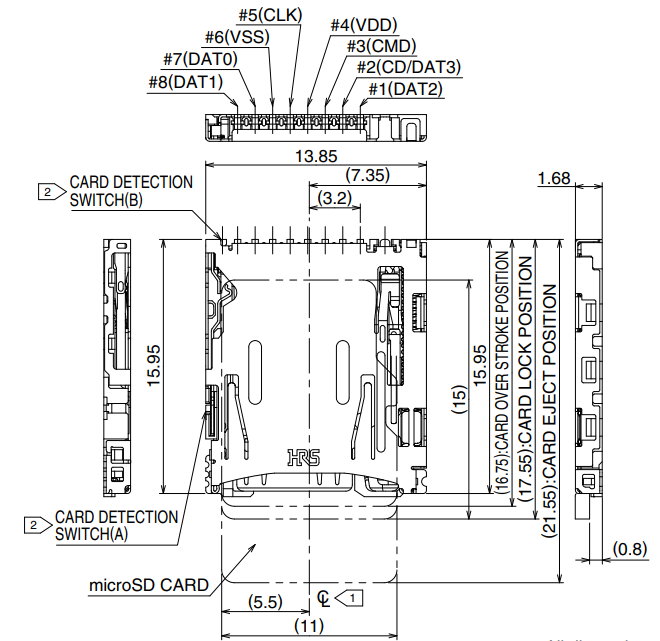 #5(CLK)
#4(VDD)
#6(VSS)
#3(CMD)
#7(DAT0)
#2(CD/DAT3)
#8(DAT1)
#1(DAT2)
13.85
(7.35)
1.68
2
CARD DETECTION
SWITCH(B)
(3.2)
15.95
(15)
15.95
(16.75):CARD OVER STROKE POSITION
(17.55):CARD LOCK POSITION
(21.55):CARD EJECT POSITION
HRS
2
CARD DETECTION
SWITCH(A)
(0.8)
microSD CARD
℄
1
(5.5)
(11)